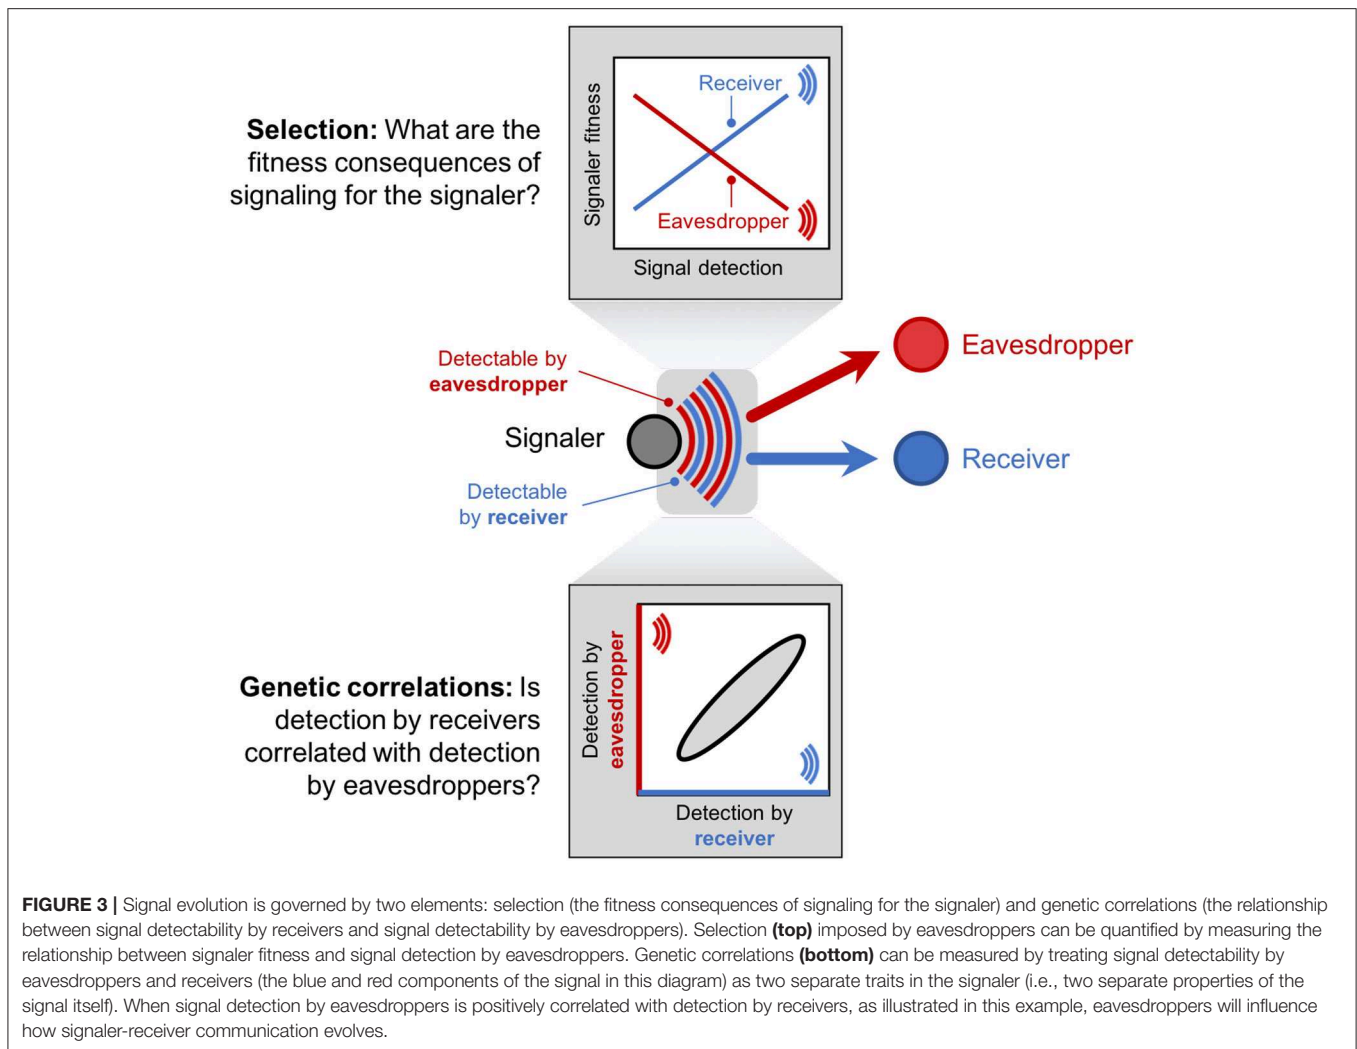 Selection: What are the
fitness consequences of
signaling for the signaler?
Signaler fitness
Receiver
Eavesdropper
Signal detection
Detectable by
eavesdropper
Signaler
Detectable
by receiver
Eavesdropper
Receiver
Genetic correlations: Is
detection by receivers
correlated with detection
by eavesdroppers?
Detection by
eavesdropper
Detection by
receiver
FIGURE 3 | Signal evolution is governed by two elements: selection (the fitness consequences of signaling for the signaler) and genetic correlations (the relationship
between signal detectability by receivers and signal detectability by eavesdroppers). Selection (top) imposed by eavesdroppers can be quantified by measuring the
relationship between signaler fitness and signal detection by eavesdroppers. Genetic correlations (bottom) can be measured by treating signal detectability by
eavesdroppers and receivers (the blue and red components of the signal in this diagram) as two separate traits in the signaler (i.e., two separate properties of the
signal itself). When signal detection by eavesdroppers is positively correlated with detection by receivers, as illustrated in this example, eavesdroppers will influence
how signaler-receiver communication evolves.